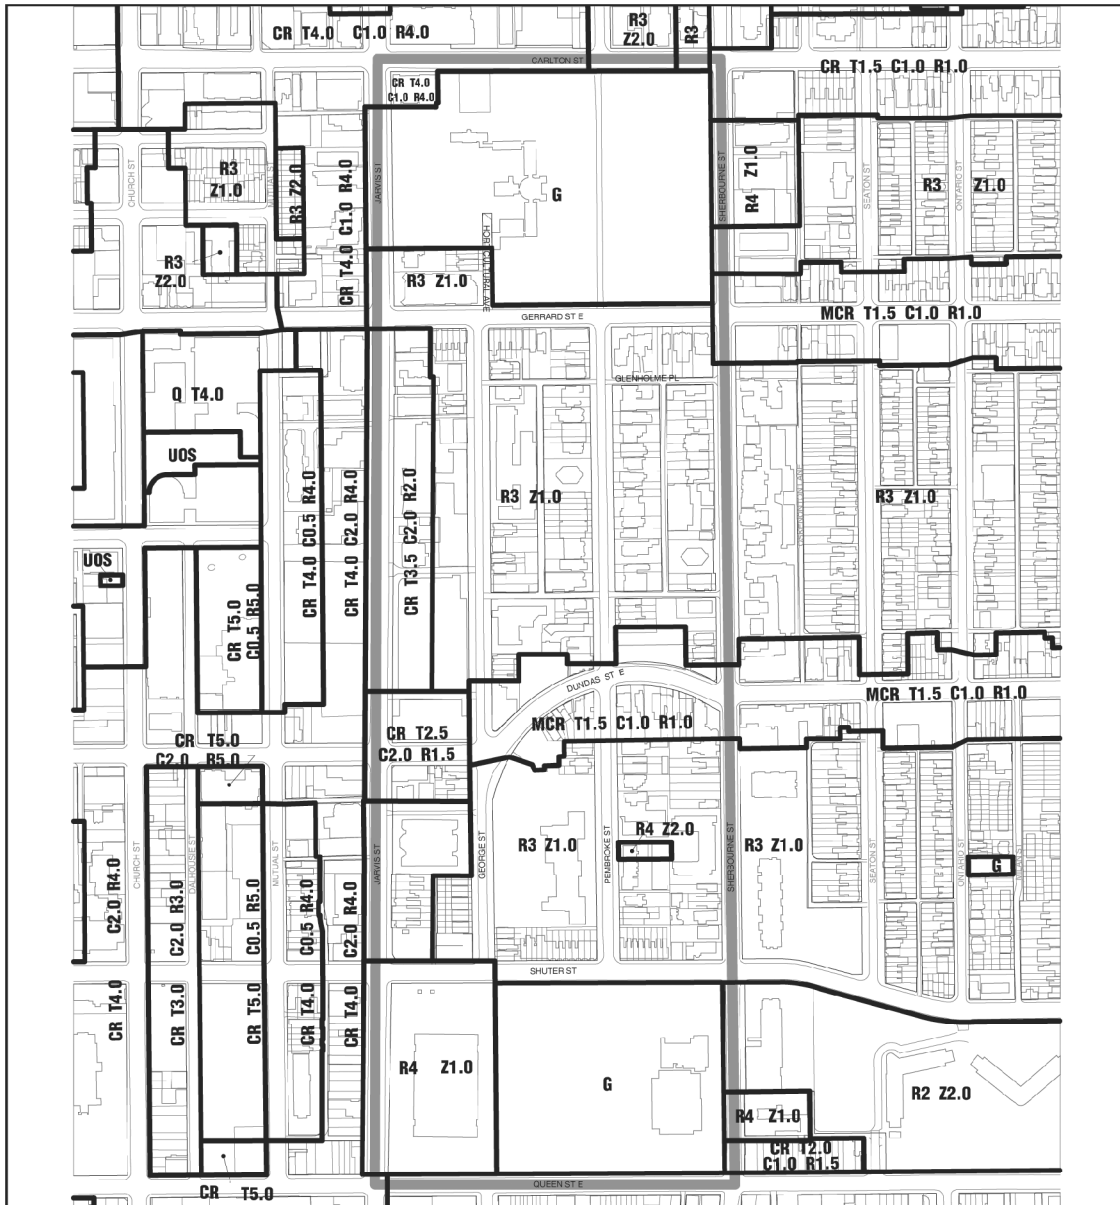 CR T4.0 C1.0 R4.0
R3
Z2.0
R3
CARLTON ST
CR T1.5 C1.0 R1.0
CR T4.0
C1.0 R4.0
CHURCH ST
R3
Z1.0
MUTUAL ST
R3 Z2.0
CR T4.0 C1.0 R4.0
JARVIS ST
G
HORTICULTURAL AVE
SHERBOURNE ST
R4 Z1.0
SEATON ST
R3 Z1.0
ONTARIO ST
R3
Z2.0
R3 Z1.0
GERRARD ST E
MCR T1.5 C1.0 R1.0
GLENHOLME PL
Q T4.0
UOS
CR T4.0 C0.5 R4.0
CR T4.0 C2.0 R4.0
CR T3.5 C2.0 R2.0
R3 Z1.0
R3 Z1.0
UOS
CR T5.0
C0.5 R5.0
DUNDAS ST E
MCR T1.5 C1.0 R1.0
MCR T1.5 C1.0 R1.0
CR T2.5
C2.0 R1.5
CR T5.0
C2.0 R5.0
CHURCH ST
DALHOUSIE ST
MUTUAL ST
JARVIS ST
GEORGE ST
R3 Z1.0
PEMBROKE ST
R4 Z2.0
SHERBOURNE ST
R3 Z1.0
SEATON ST
ONTARIO ST
G
CR T4.0 C2.0 R4.0
CR T3.0 C2.0 R3.0
CR T5.0 C0.5 R5.0
CR T4.0 C0.5 R4.0
CR T4.0 C2.0 R4.0
SHUTER ST
R4 Z1.0
G
R2 Z2.0
R4 Z1.0
CR T2.0
C1.0 R1.5
QUEEN ST E
CR T5.0